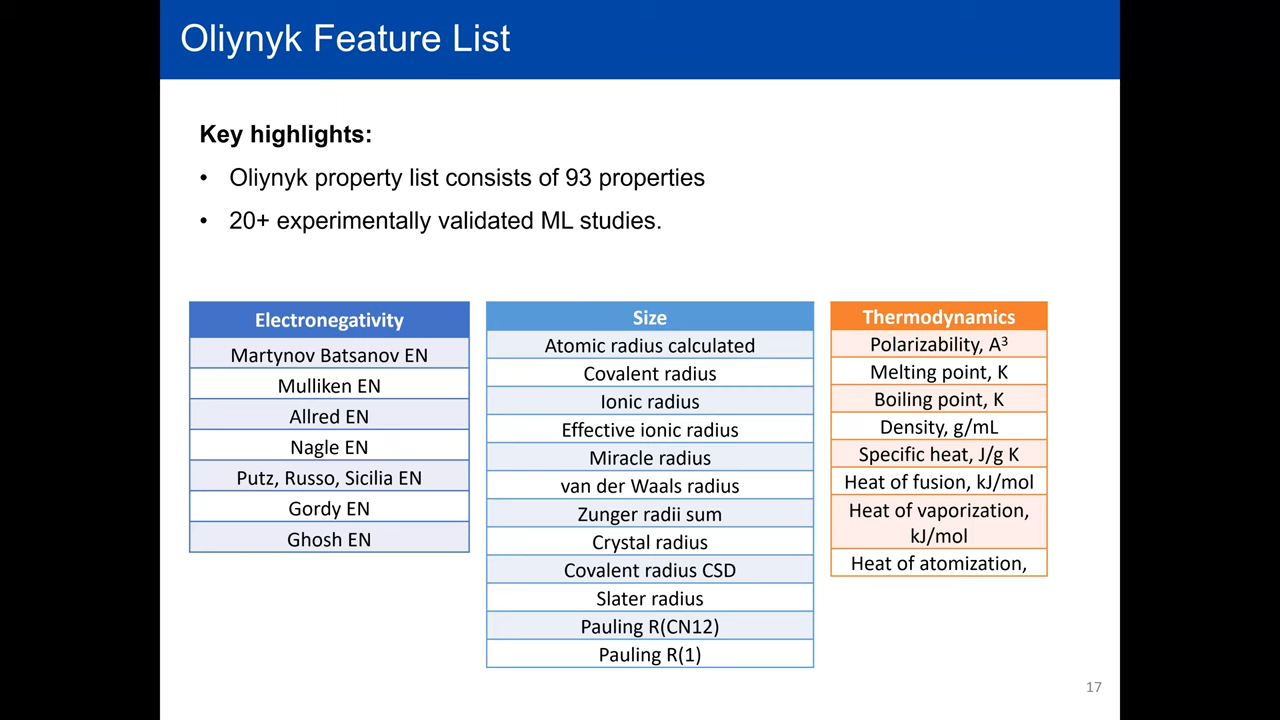 Oliynyk Feature List
Key highlights:
• Oliynyk property list consists of 93 properties
• 20+ experimentally validated ML studies.
Electronegativity
Martynov Batsanov EN
Mulliken EN
Allred EN
Nagle EN
Putz, Russo, Sicilia EN
Gordy EN
Ghosh EN
Size
Atomic radius calculated
Covalent radius
Ionic radius
Effective ionic radius
Miracle radius
van der Waals radius
Zunger radii sum
Crystal radius
Covalent radius CSD
Slater radius
Pauling R(CN12)
Pauling R(1)
Thermodynamics
Polarizability, A³
Melting point, K
Boiling point, K
Density, g/mL
Specific heat, J/g K
Heat of fusion, kJ/mol
Heat of vaporization,
kJ/mol
Heat of atomization,
17